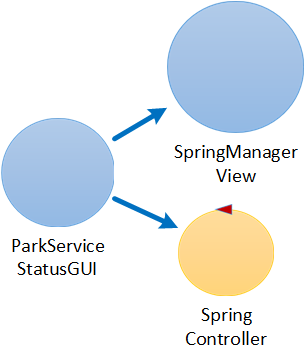 SpringManager
View
ParkService
StatusGUI
Spring
Controller